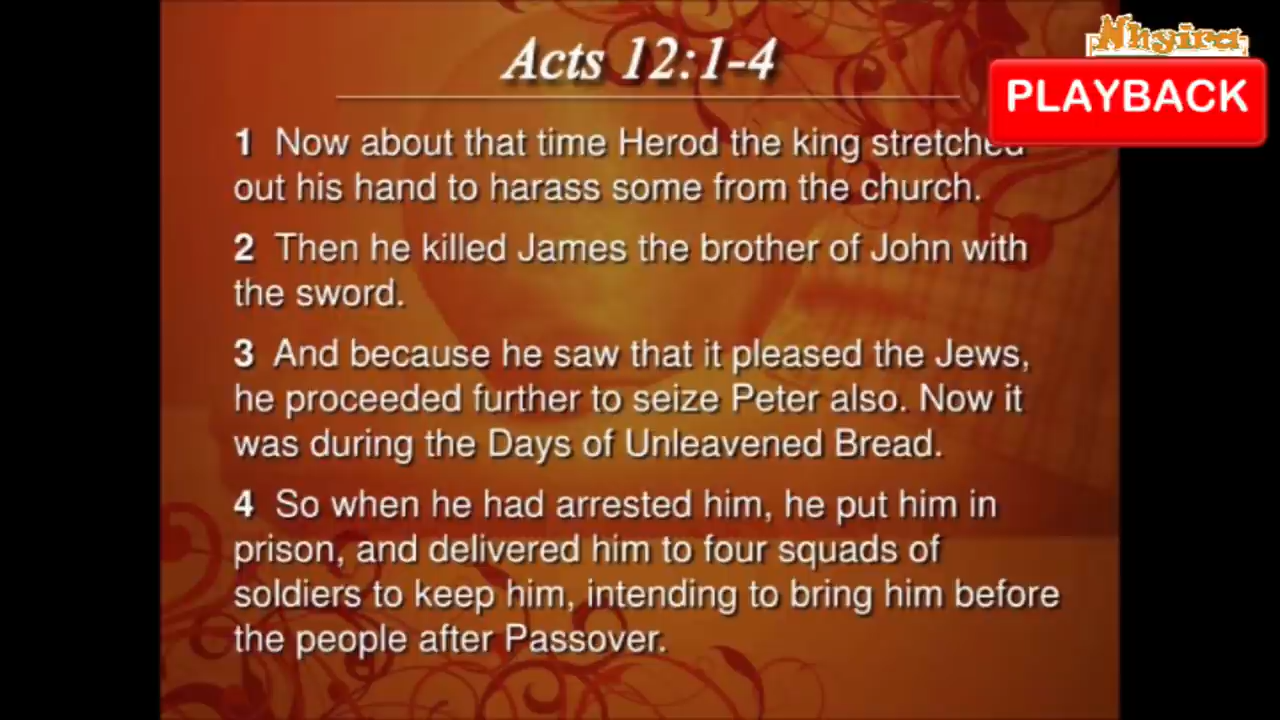 Acts 12:1-4
Nhyira
PLAYBACK
1 Now about that time Herod the king stretched
out his hand to harass some from the church.
2 Then he killed James the brother of John with
the sword.
3 And because he saw that it pleased the Jews,
he proceeded further to seize Peter also. Now it
was during the Days of Unleavened Bread.
4 So when he had arrested him, he put him in
prison, and delivered him to four squads of
soldiers to keep him, intending to bring him before
the people after Passover.